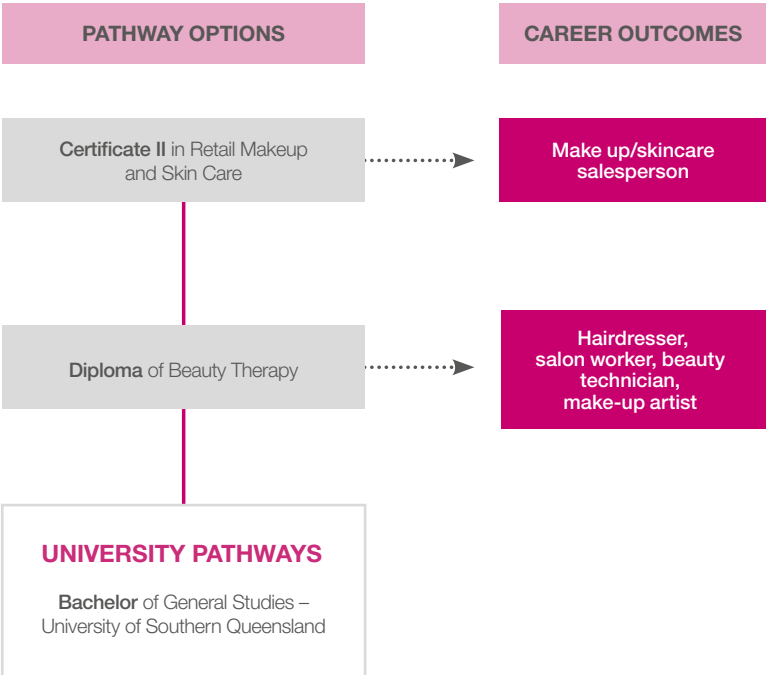 PATHWAY OPTIONS
CAREER OUTCOMES
Certificate II in Retail Makeup
and Skin Care
Make up/skincare
salesperson
Diploma of Beauty Therapy
Hairdresser,
salon worker, beauty
technician,
make-up artist
UNIVERSITY PATHWAYS
Bachelor of General Studies –
University of Southern Queensland